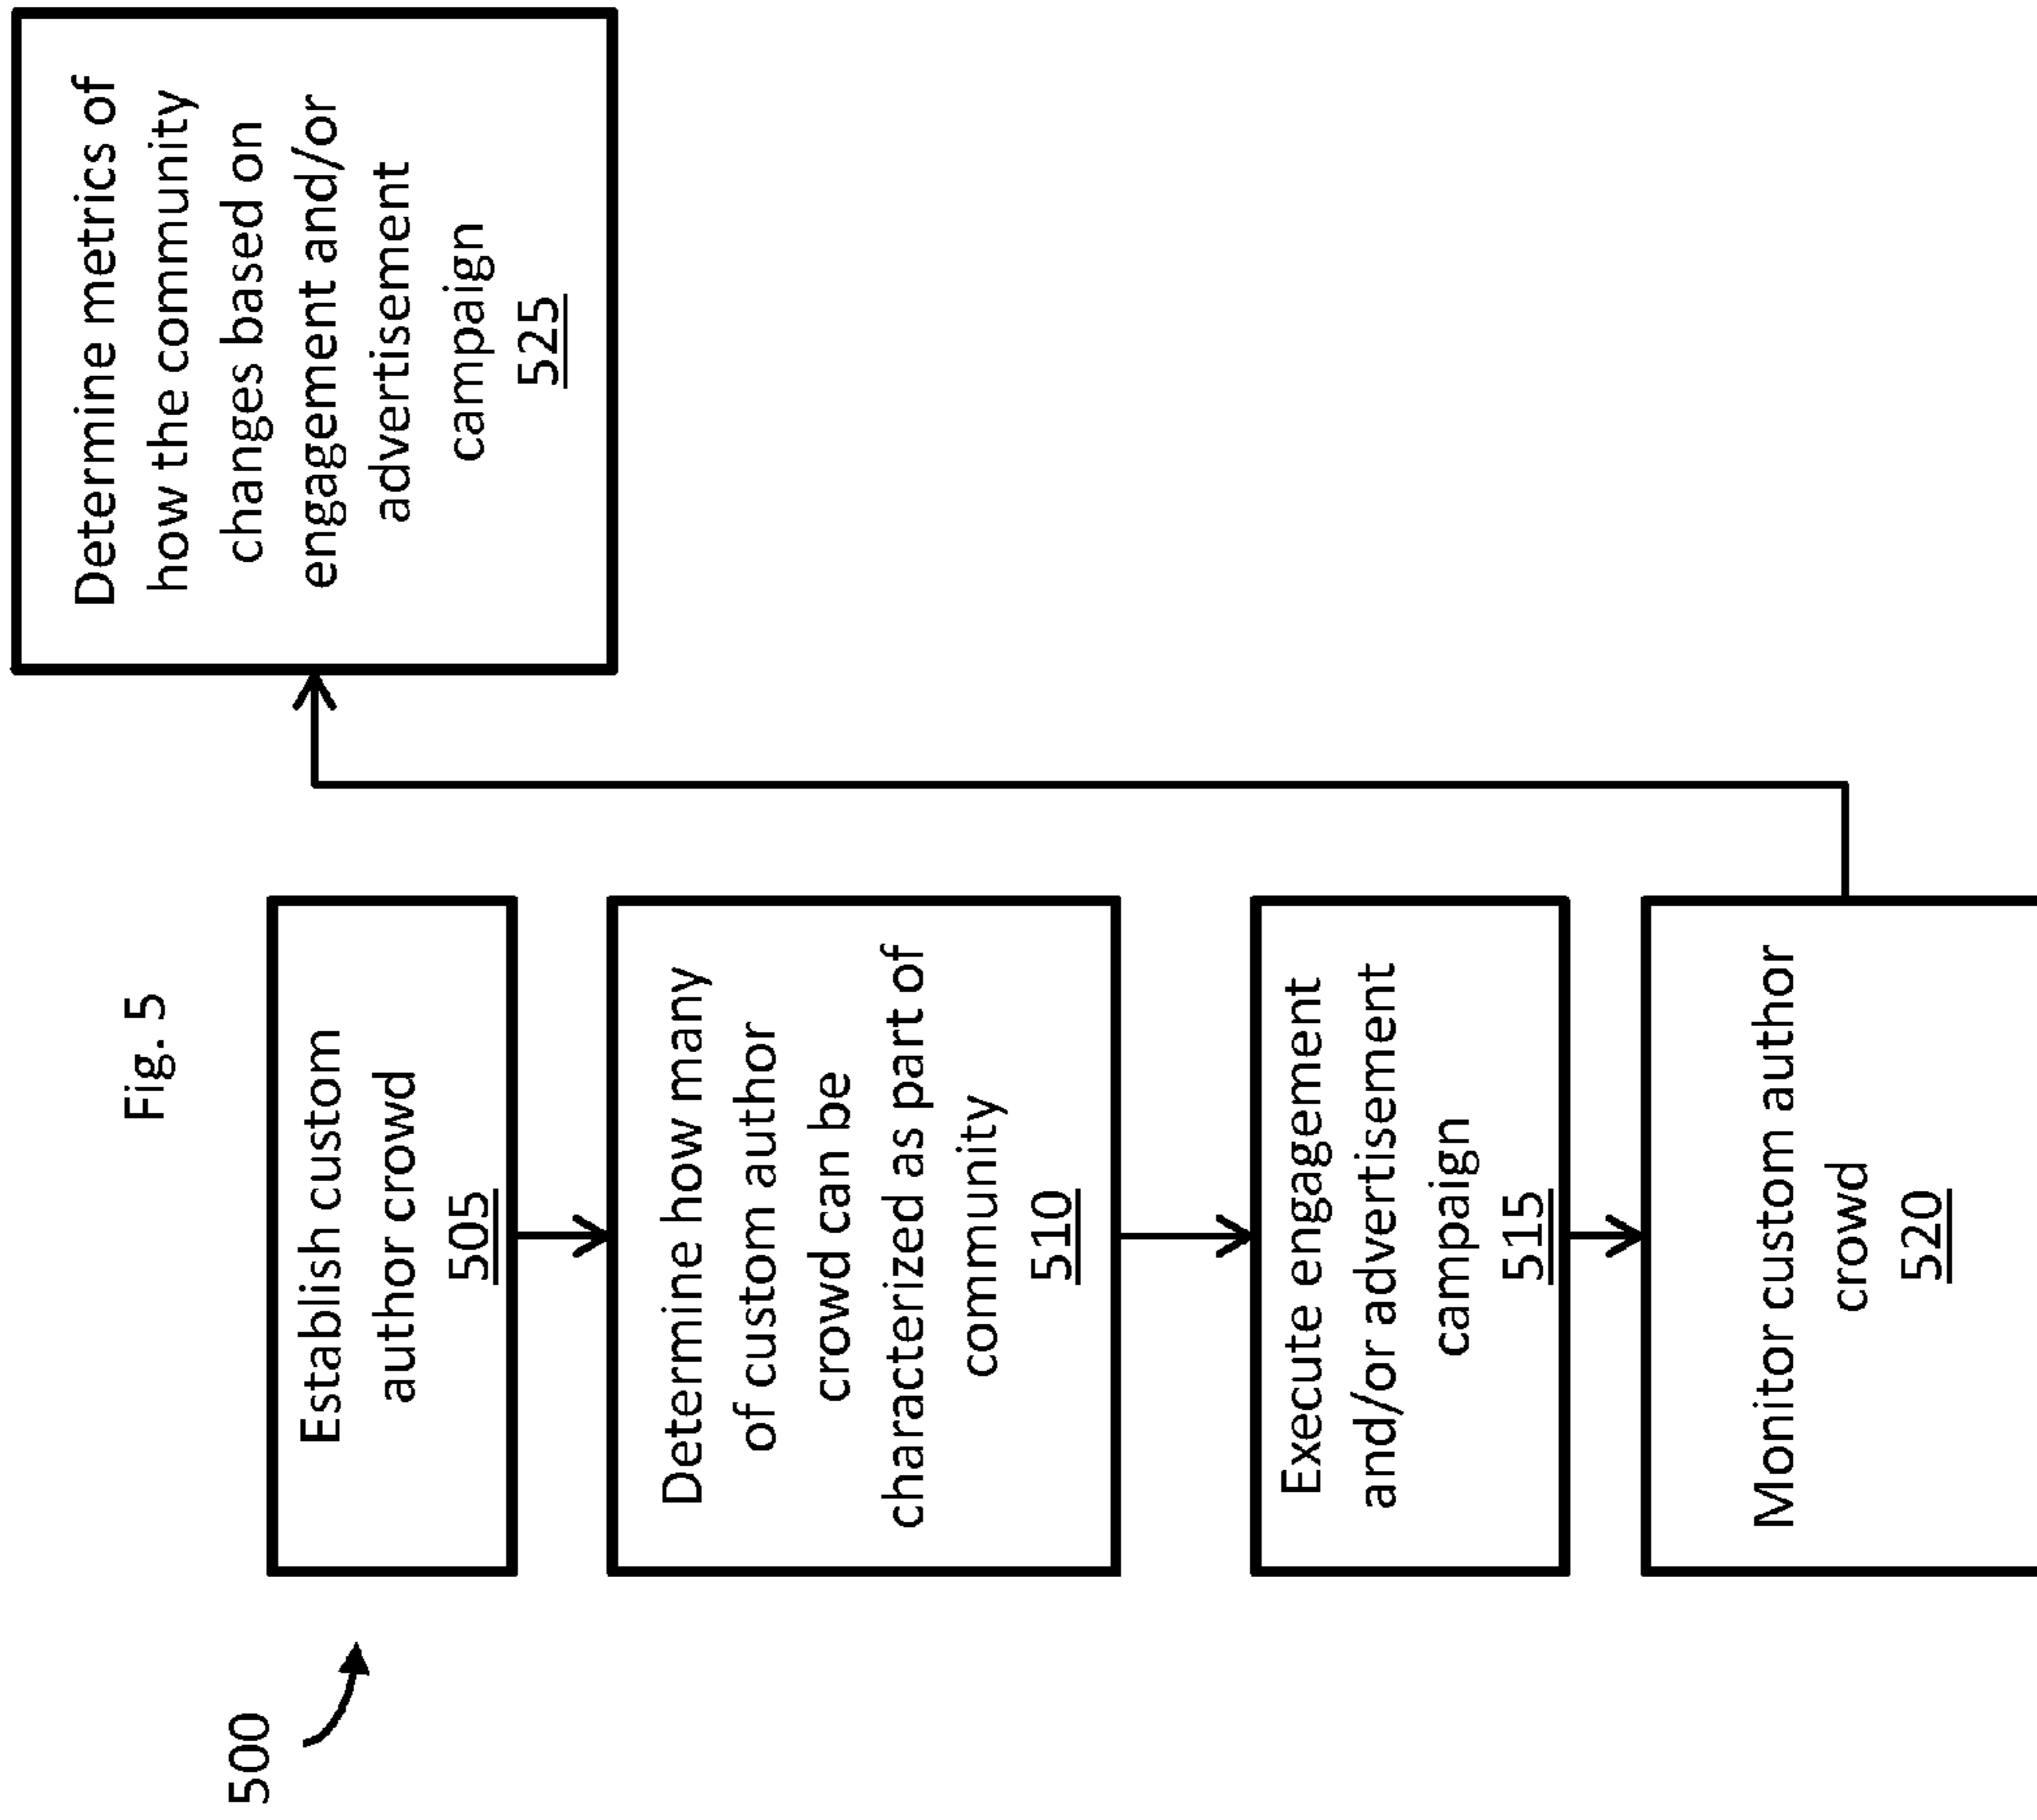 Fig. 5
500
Establish custom
author crowd
505
Determine how many
of custom author
crowd can be
characterized as part of
community
510
Execute engagement
and/or advertisement
campaign
515
Monitor custom author
crowd
520
Determine metrics of
how the community
changes based on
engagement and/or
advertisement
campaign
525